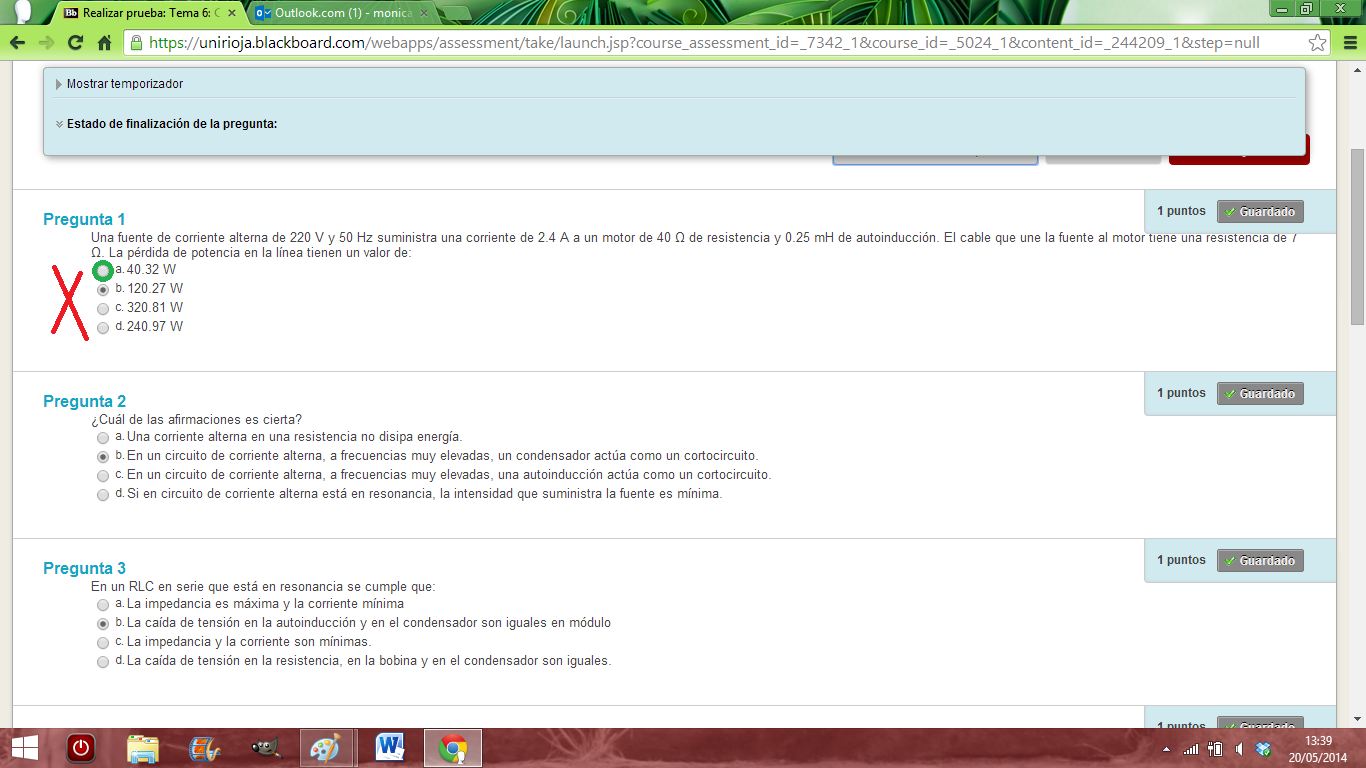 Realizar prueba: Tema 6: C
Outlook.com (1) - monica
https://unirioja.blackboard.com/webapps/assessment/take/launch.jsp?course_assessment_id=_7342_1&course_id=_5024_1&content_id=_244209_1&step=null
Mostrar temporizador
Estado de finalización de la pregunta:
1 puntos Guardado
Pregunta 1
Una fuente de corriente alterna de 220 V y 50 Hz suministra una corriente de 2.4 A a un motor de 40 Ω de resistencia y 0.25 mH de autoinducción. El cable que une la fuente al motor tiene una resistencia de 7
Ω. La pérdida de potencia en la línea tienen un valor de:
a. 40.32 W
b. 120.27 W
c. 320.81 W
d. 240.97 W
1 puntos Guardado
Pregunta 2
¿Cuál de las afirmaciones es cierta?
a. Una corriente alterna en una resistencia no disipa energía.
b. En un circuito de corriente alterna, a frecuencias muy elevadas, un condensador actúa como un cortocircuito.
c. En un circuito de corriente alterna, a frecuencias muy elevadas, una autoinducción actúa como un cortocircuito.
d. Si en circuito de corriente alterna está en resonancia, la intensidad que suministra la fuente es mínima.
1 puntos Guardado
Pregunta 3
En un RLC en serie que está en resonancia se cumple que:
a. La impedancia es máxima y la corriente mínima
b. La caída de tensión en la autoinducción y en el condensador son iguales en módulo
c. La impedancia y la corriente son mínimas.
d. La caída de tensión en la resistencia, en la bobina y en el condensador son iguales.
1 puntos Guardado
13:39
20/05/2014